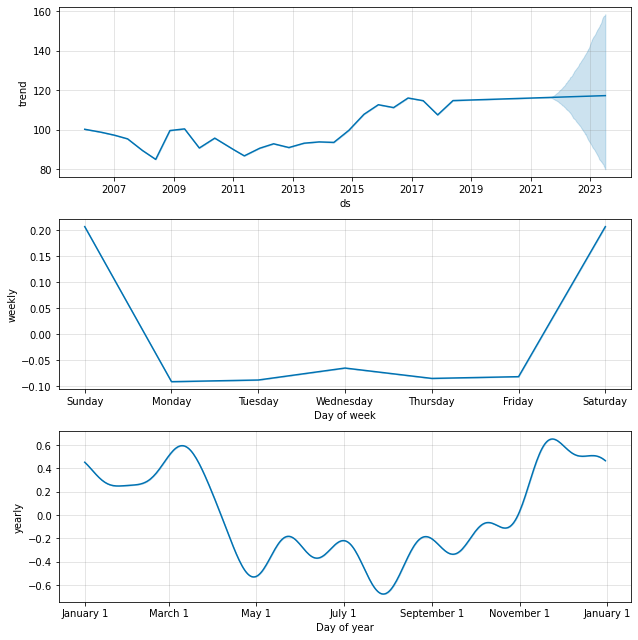 trend
160
140
120
100
80
2007 2009 2011 2013 2015 2017 2019 2021 2023
ds
weekly
0.20
0.15
0.10
0.05
0.00
−0.05
−0.10
Sunday Monday Tuesday Wednesday Thursday Friday Saturday
Day of week
yearly
0.6
0.4
0.2
0.0
−0.2
−0.4
−0.6
January 1 March 1 May 1 July 1 September 1 November 1 January 1
Day of year